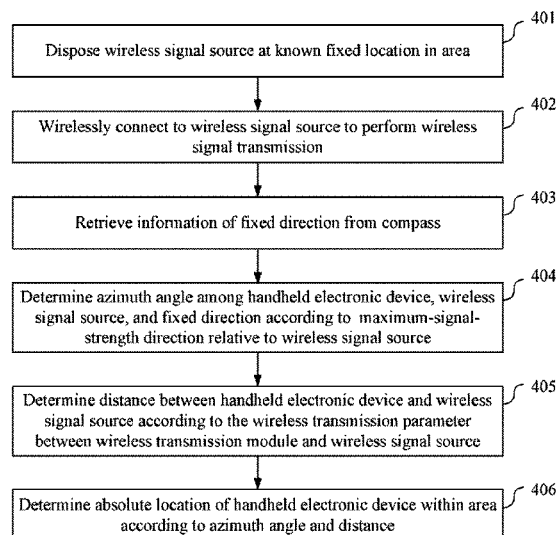 401
Dispose wireless signal source at known fixed location in area
402
Wirelessly connect to wireless signal source to perform wireless
signal transmission
403
Retrieve information of fixed direction from compass
404
Determine azimuth angle among handheld electronic device, wireless
signal source, and fixed direction according to maximum-signal-
strength direction relative to wireless signal source
405
Determine distance between handheld electronic device and wireless
signal source according to the wireless transmission parameter
between wireless transmission module and wireless signal source
406
Determine absolute location of handheld electronic device within area
according to azimuth angle and distance